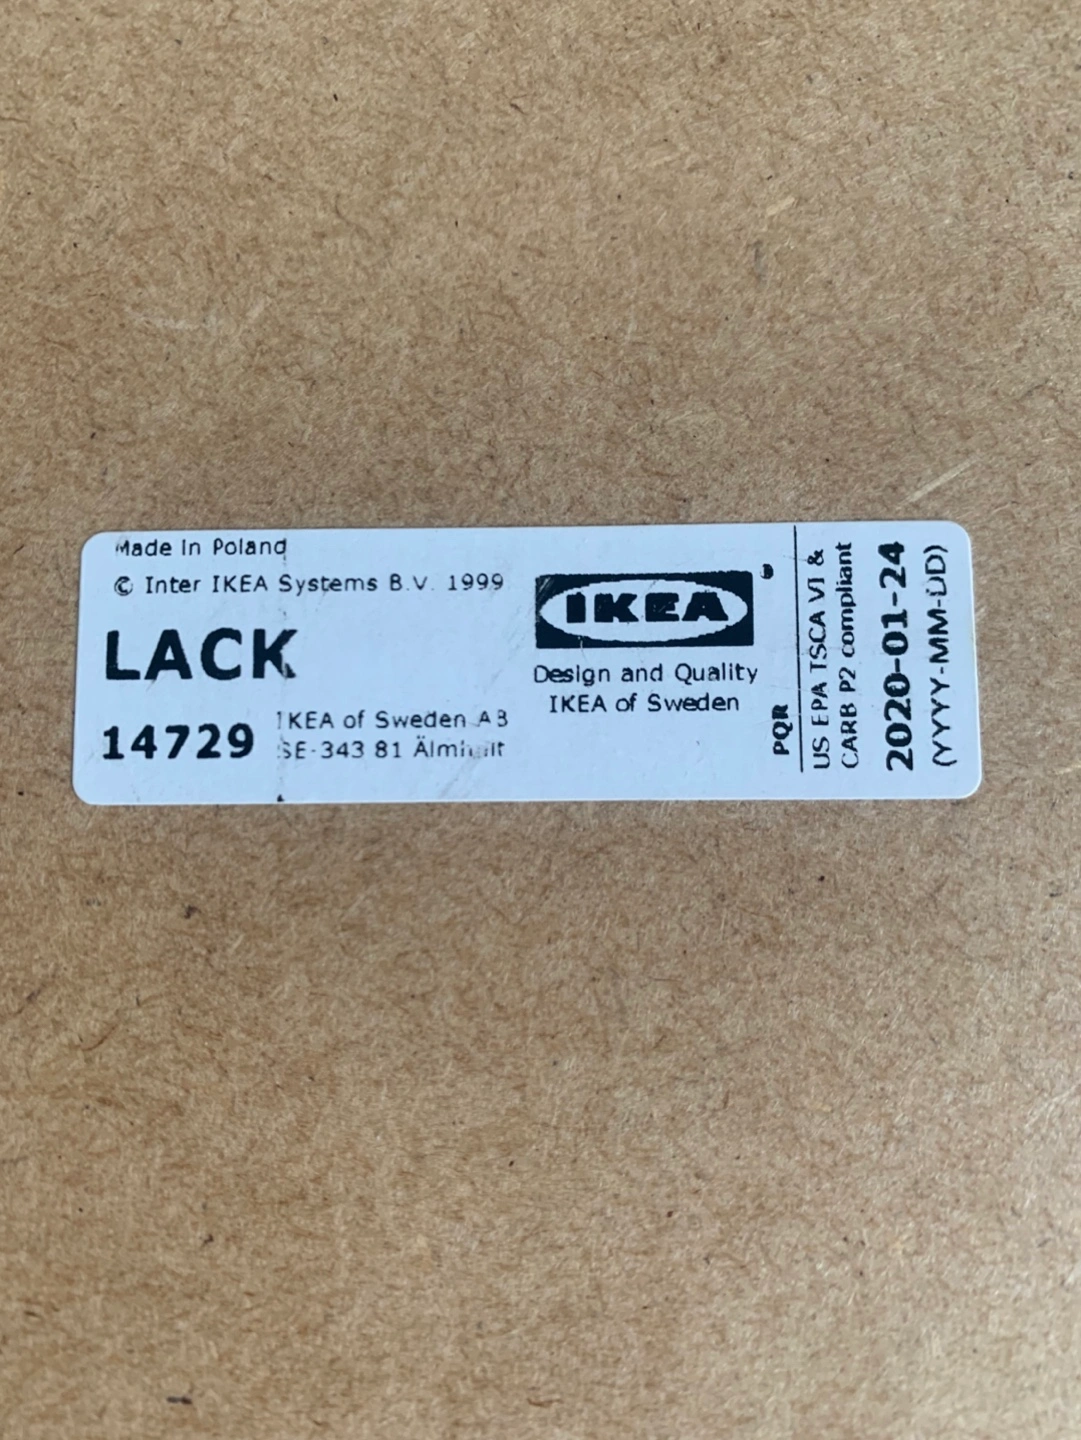 Made in Poland
© Inter IKEA Systems B.V. 1999
LACK
14729
IKEA of Sweden AB
SE-343 81 Älmhult
IKEA
®
Design and Quality
IKEA of Sweden
PQR
US EPA TSCA VI &
CARB P2 compliant
2020-01-24
(YYYY-MM-DD)